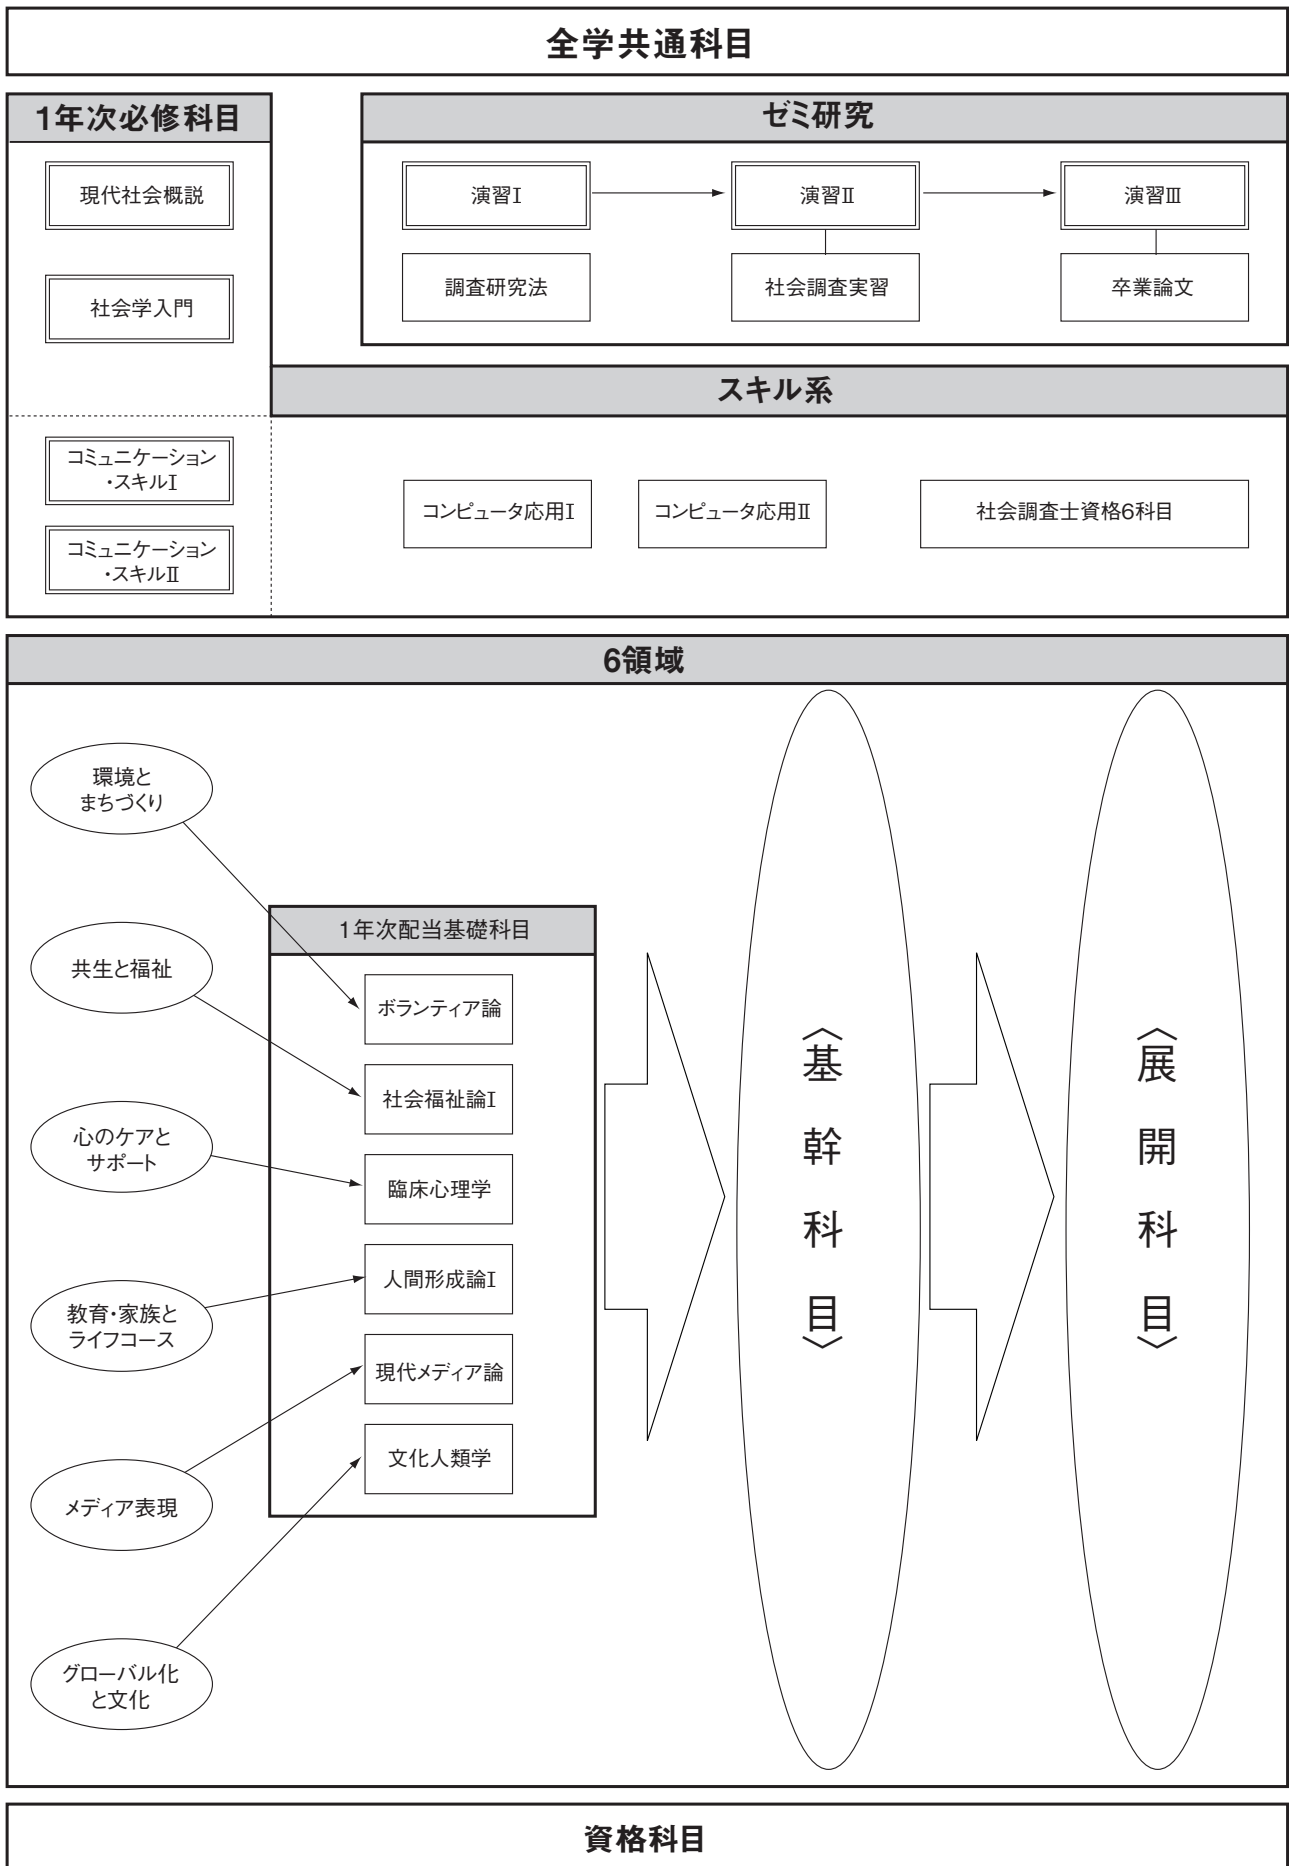 全学共通科目
1年次必修科目
現代社会概説
社会学入門
ゼミ研究
演習Ⅰ
演習Ⅱ
演習Ⅲ
調査研究法
社会調査実習
卒業論文
スキル系
コミュニケーション
・スキルⅠ
コミュニケーション
・スキルⅡ
コンピュータ応用Ⅰ
コンピュータ応用Ⅱ
社会調査士資格6科目
6領域
環境と
まちづくり
共生と福祉
心のケアと
サポート
教育・家族と
ライフコース
メディア表現
グローバル化
と文化
1年次配当基礎科目
ボランティア論
社会福祉論Ⅰ
臨床心理学
人間形成論Ⅰ
現代メディア論
文化人類学
〈基幹科目〉
〈展開科目〉
資格科目